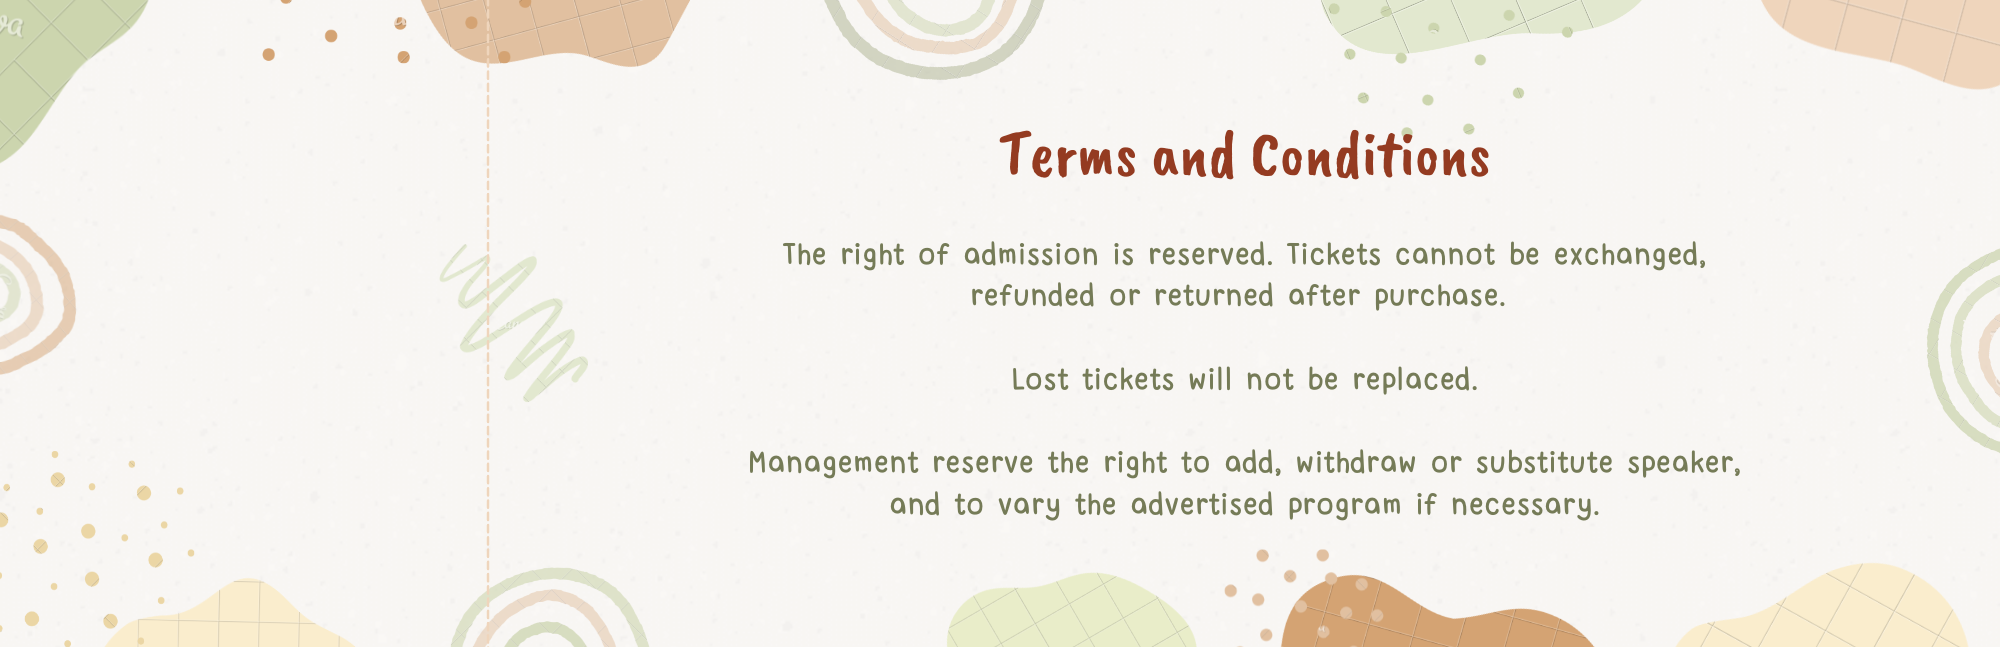 Terms and Conditions
The right of admission is reserved. Tickets cannot be exchanged,
refunded or returned after purchase.
Lost tickets will not be replaced.
Management reserve the right to add, withdraw or substitute speaker,
and to vary the advertised program if necessary.